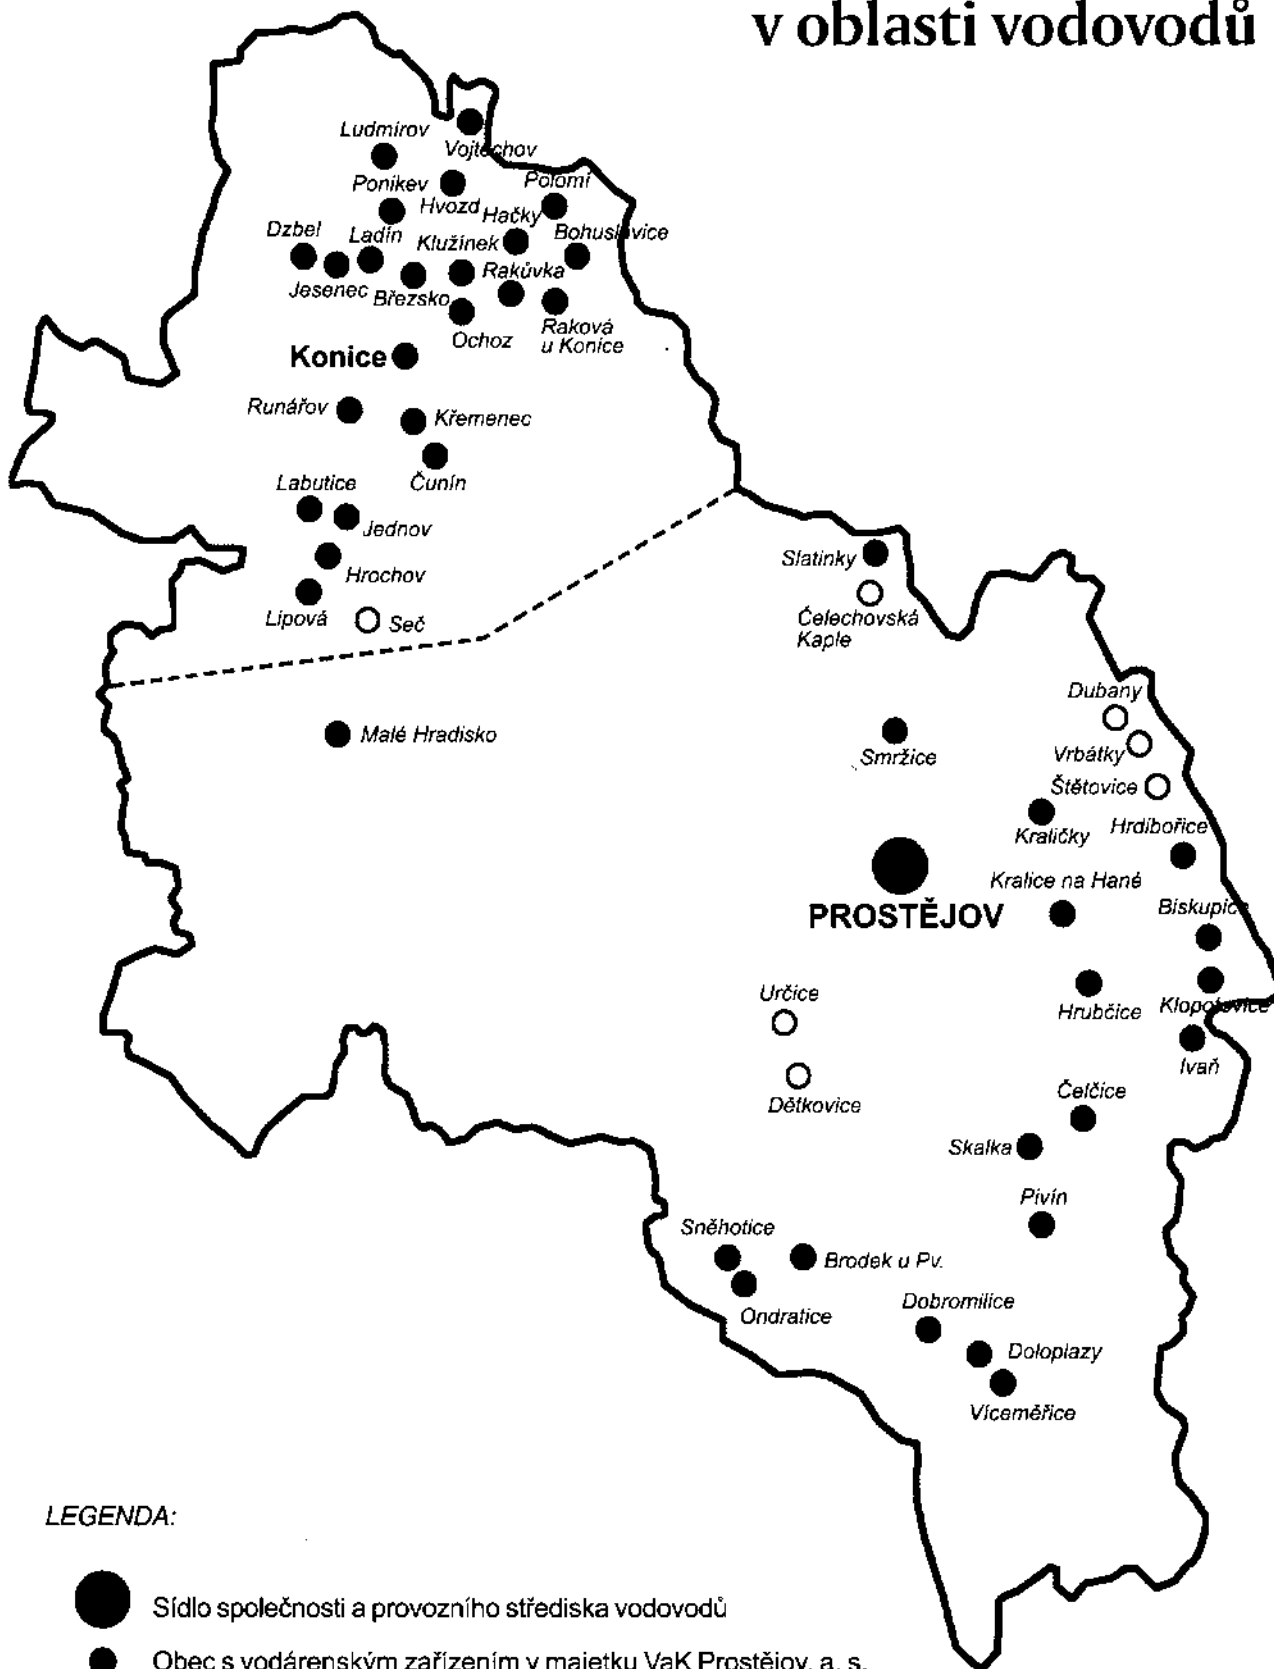 v oblasti vodovodů
Ludmírov
Vojtěchov
Ponikev
Hvozd
Polomí
Hačky
Dzbel
Ladín
Klužínek
Bohuslavice
Jesenec
Březsko
Rakůvka
Ochoz
Raková
u Konice
Konice
Runářov
Křemenec
Čunín
Labutice
Jednov
Hrochov
Lipová
Seč
Slatinky
Čelechovská
Kaple
Malé Hradisko
Dubany
Smržice
Vrbátky
Štětovice
Kraličky
Hrdibořice
Kralice na Hané
PROSTĚJOV
Biskupice
Určice
Hrubčice
Klopotovice
Ivaň
Dětkovice
Čelčice
Skalka
Pivín
Sněhotice
Brodek u Pv.
Ondratice
Dobromilice
Doloplazy
Víceměřice
LEGENDA:
Sídlo společnosti a provozního střediska vodovodů
Obec s vodárenským zařízením v majetku VaK Prostějov, a. s.